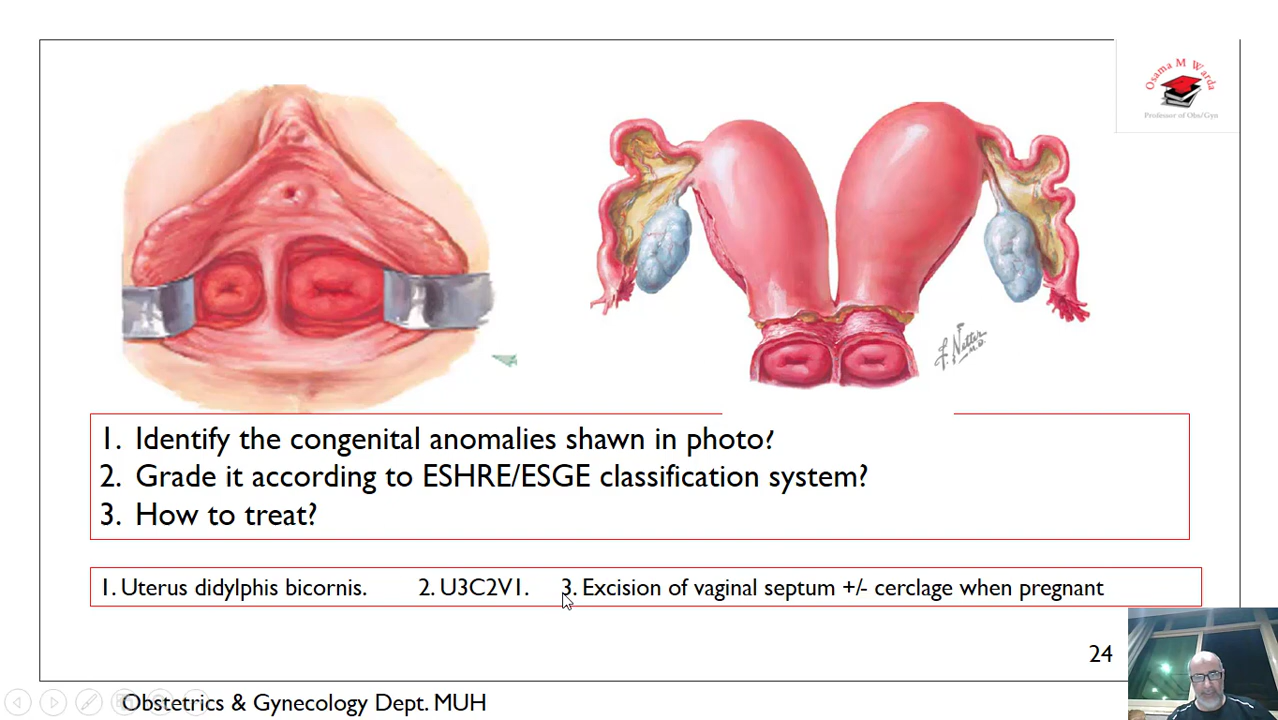 Osama M Warda
Professor of Obs/Gyn
F. Netter
M.D.
1. Identify the congenital anomalies shawn in photo?
2. Grade it according to ESHRE/ESGE classification system?
3. How to treat?
1. Uterus didylphis bicornis. 2. U3C2V1. 3. Excision of vaginal septum +/- cerclage when pregnant
24
Obstetrics & Gynecology Dept. MUH